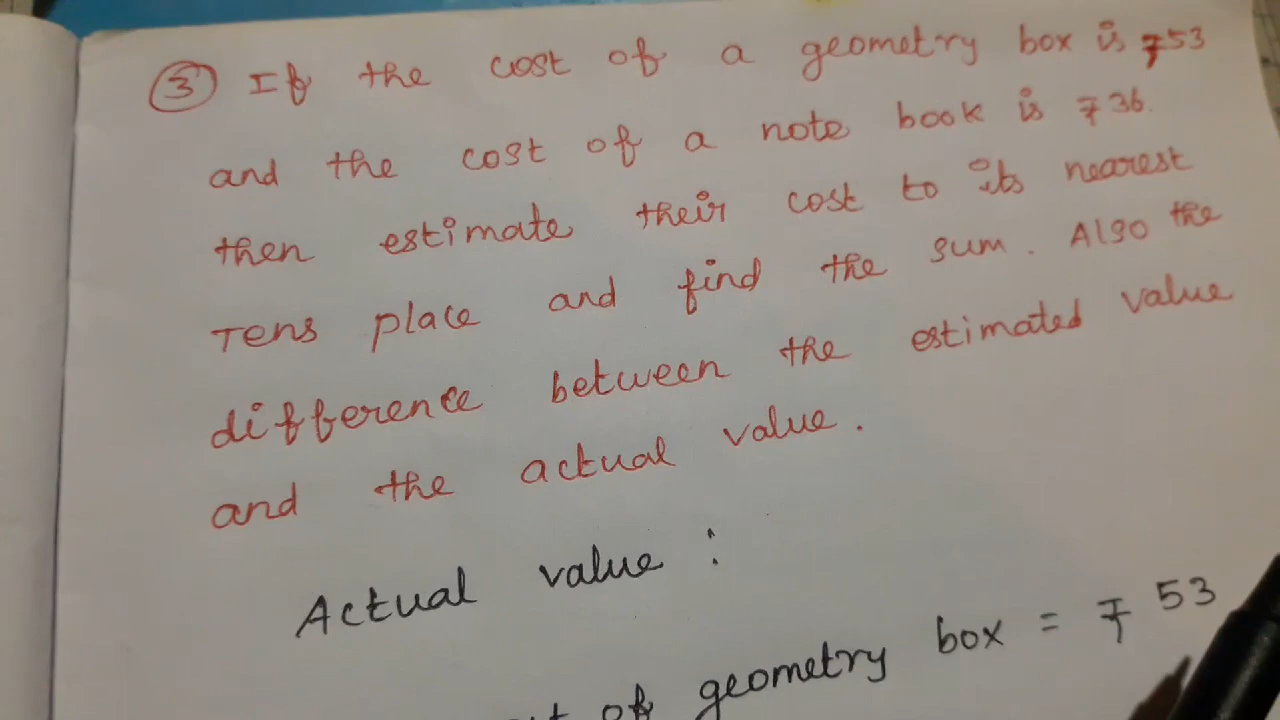 ③ If the cost of a geometry box is ₹53
and the cost of a note book is ₹36.
then estimate their cost to its nearest
Tens place and find the sum. Also the
difference between the estimated value
and the actual value.
Actual value :
of geometry box = ₹ 53